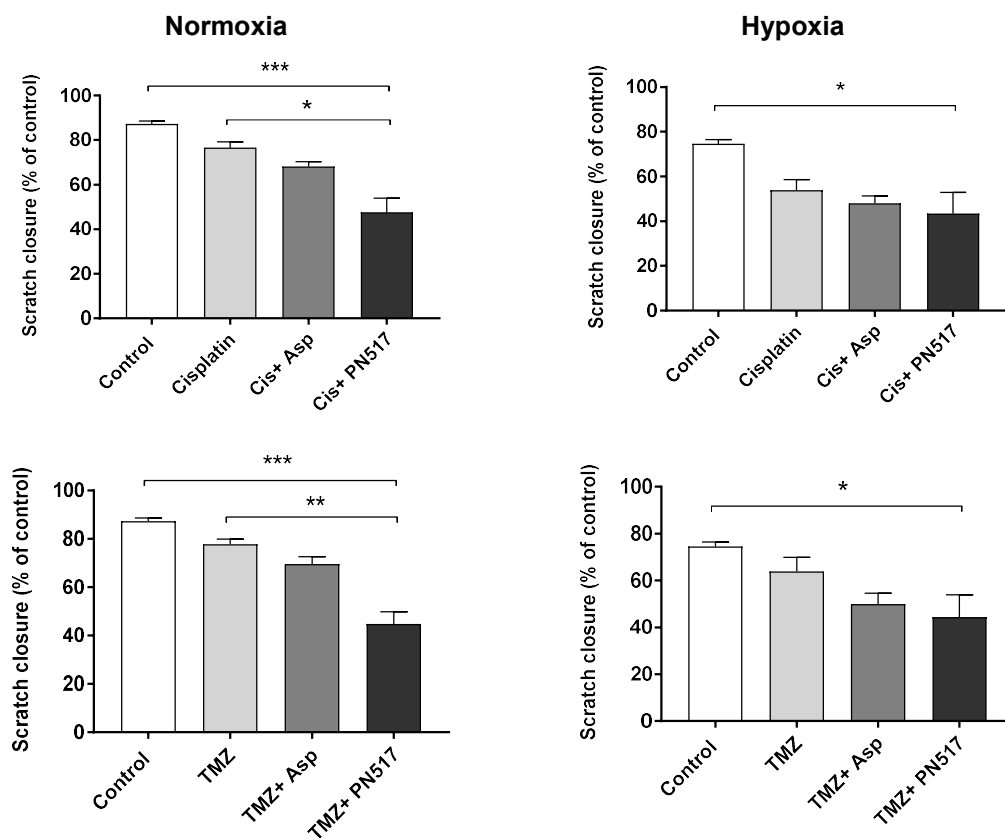 Normoxia
Hypoxia
***
*
Scratch closure (% of control)
100
80
60
40
20
0
Control
Cisplatin
Cis+ Asp
Cis+ PN517
*
Scratch closure (% of control)
100
80
60
40
20
0
Control
Cisplatin
Cis+ Asp
Cis+ PN517
***
**
Scratch closure (% of control)
100
80
60
40
20
0
Control
TMZ
TMZ+ Asp
TMZ+ PN517
*
Scratch closure (% of control)
100
80
60
40
20
0
Control
TMZ
TMZ+ Asp
TMZ+ PN517